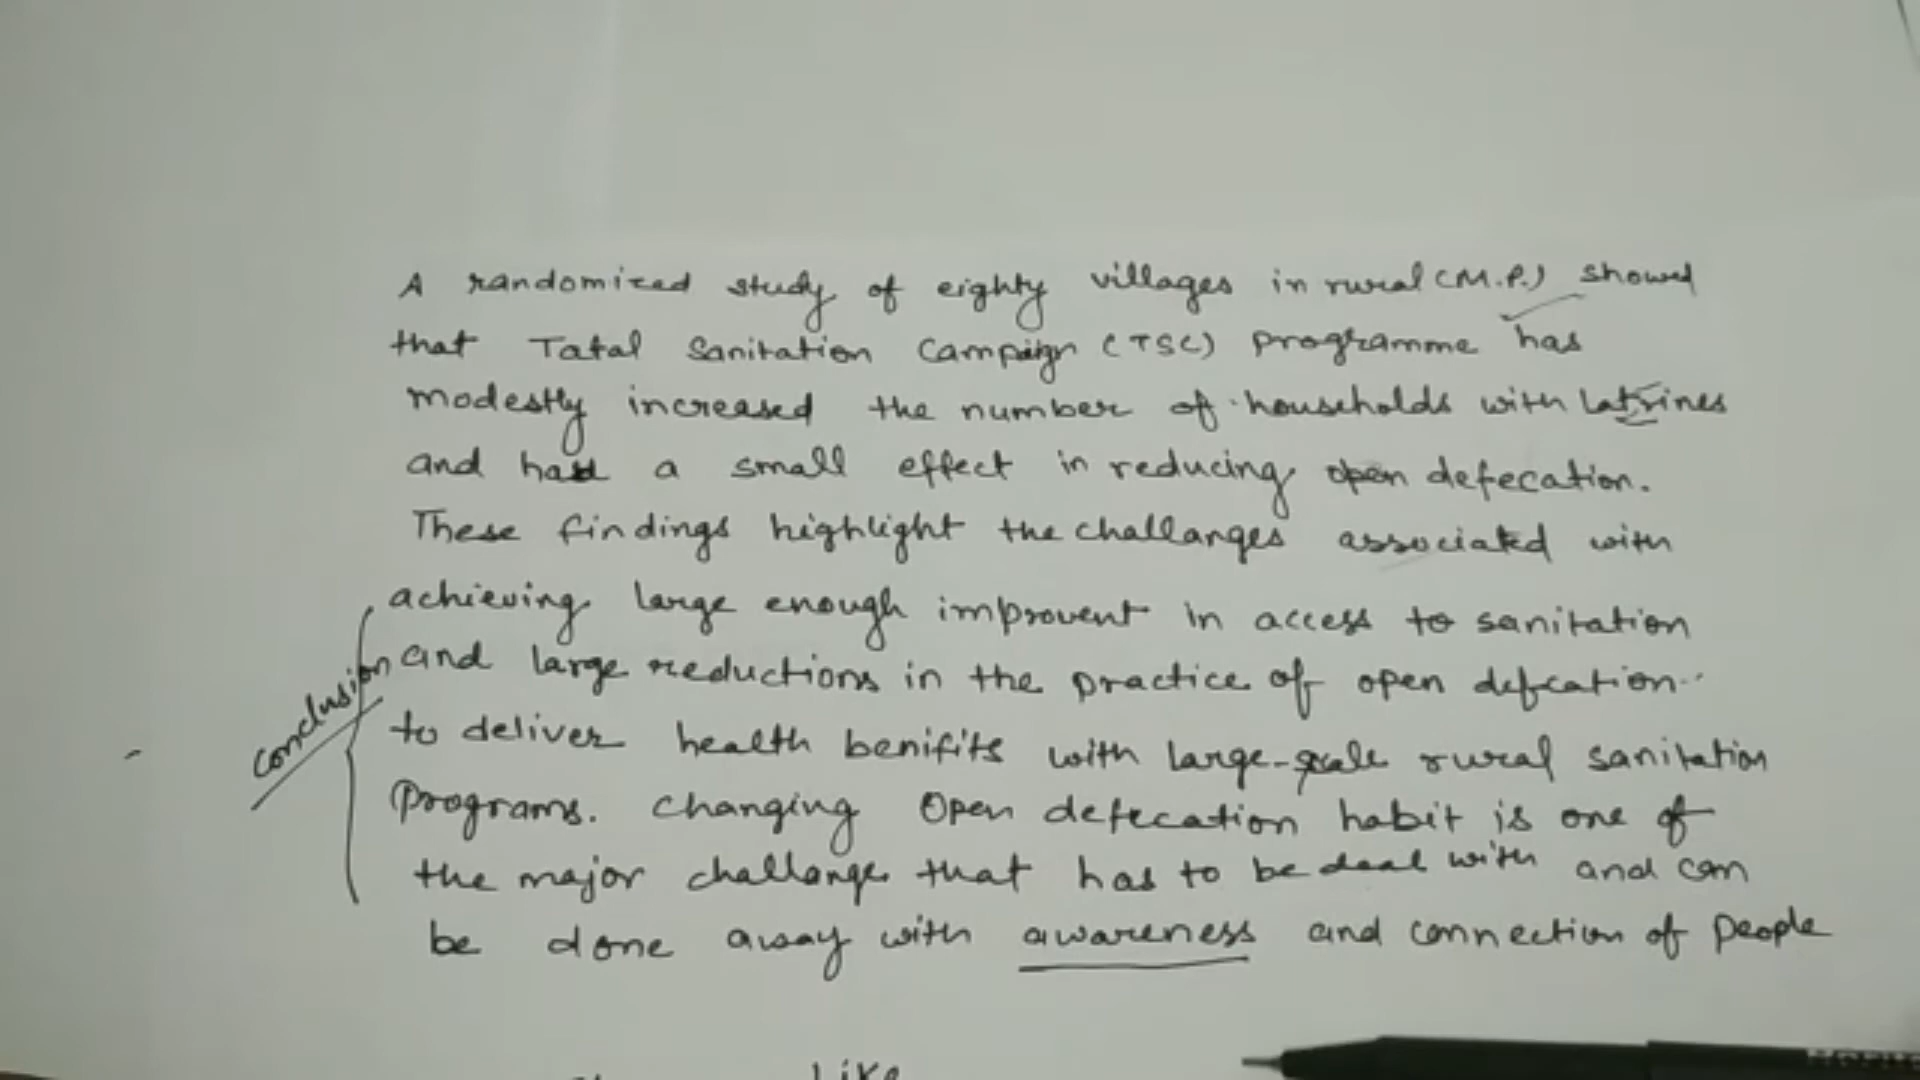 A randomized study of eighty villages in rural (M.P.) showed
that Tatal Sanitation Campaign (TSC) programme has
modestly increased the number of households with latrines
and had a small effect in reducing open defecation.
These findings highlight the challanges associated with
achieving large enough improvent in access to sanitation
and large reductions in the practice of open defcation
to deliver health benifits with large-scale rural sanitation
Programs. Changing Open defecation habit is one of
the major challange that has to be deal with and can
be done away with awareness and connection of people
conclusion
Like